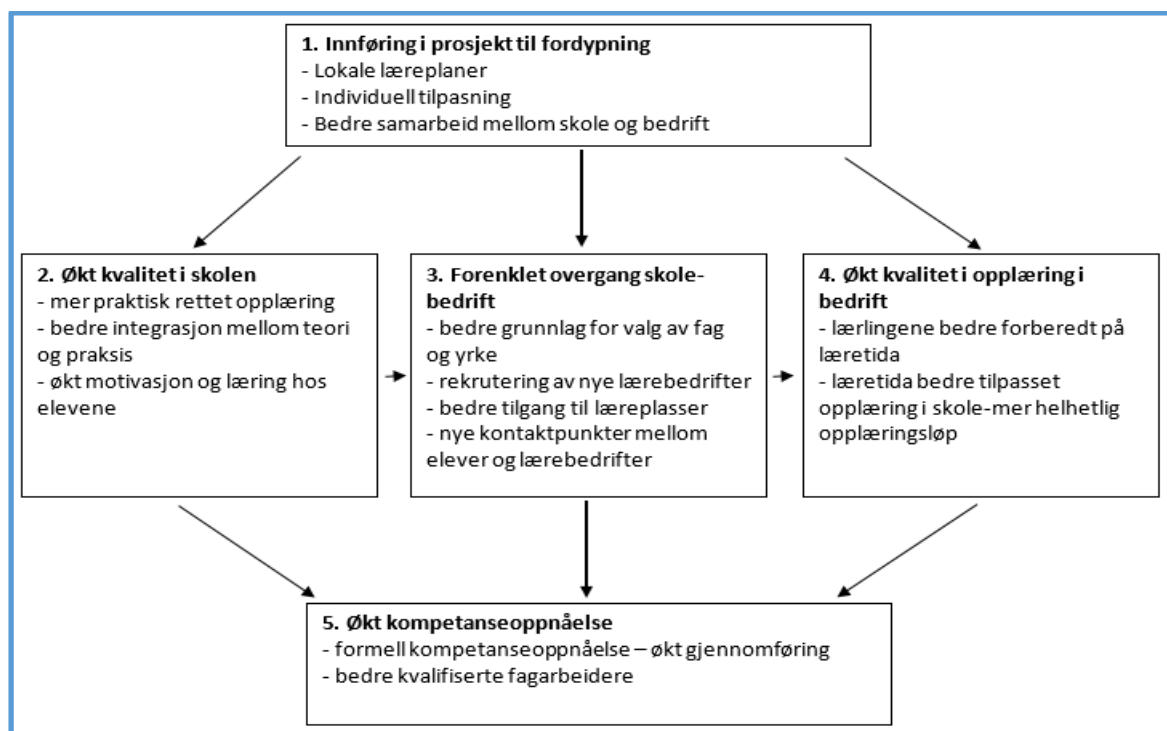 1. Innføring i prosjekt til fordypning
- Lokale læreplaner
- Individuell tilpasning
- Bedre samarbeid mellom skole og bedrift
2. Økt kvalitet i skolen
- mer praktisk rettet opplæring
- bedre integrasjon mellom teori
og praksis
- økt motivasjon og læring hos
elevene
3. Forenklet overgang skole-
bedrift
- bedre grunnlag for valg av fag
og yrke
- rekrutering av nye lærebedrifter
- bedre tilgang til læreplasser
- nye kontaktpunkter mellom
elever og lærebedrifter
4. Økt kvalitet i opplæring i
bedrift
- lærlingene bedre forberedt på
læretida
- læretida bedre tilpasset
opplæring i skole-mer helhetlig
opplæringsløp
5. Økt kompetanseoppnåelse
- formell kompetanseoppnåelse – økt gjennomføring
- bedre kvalifiserte fagarbeidere